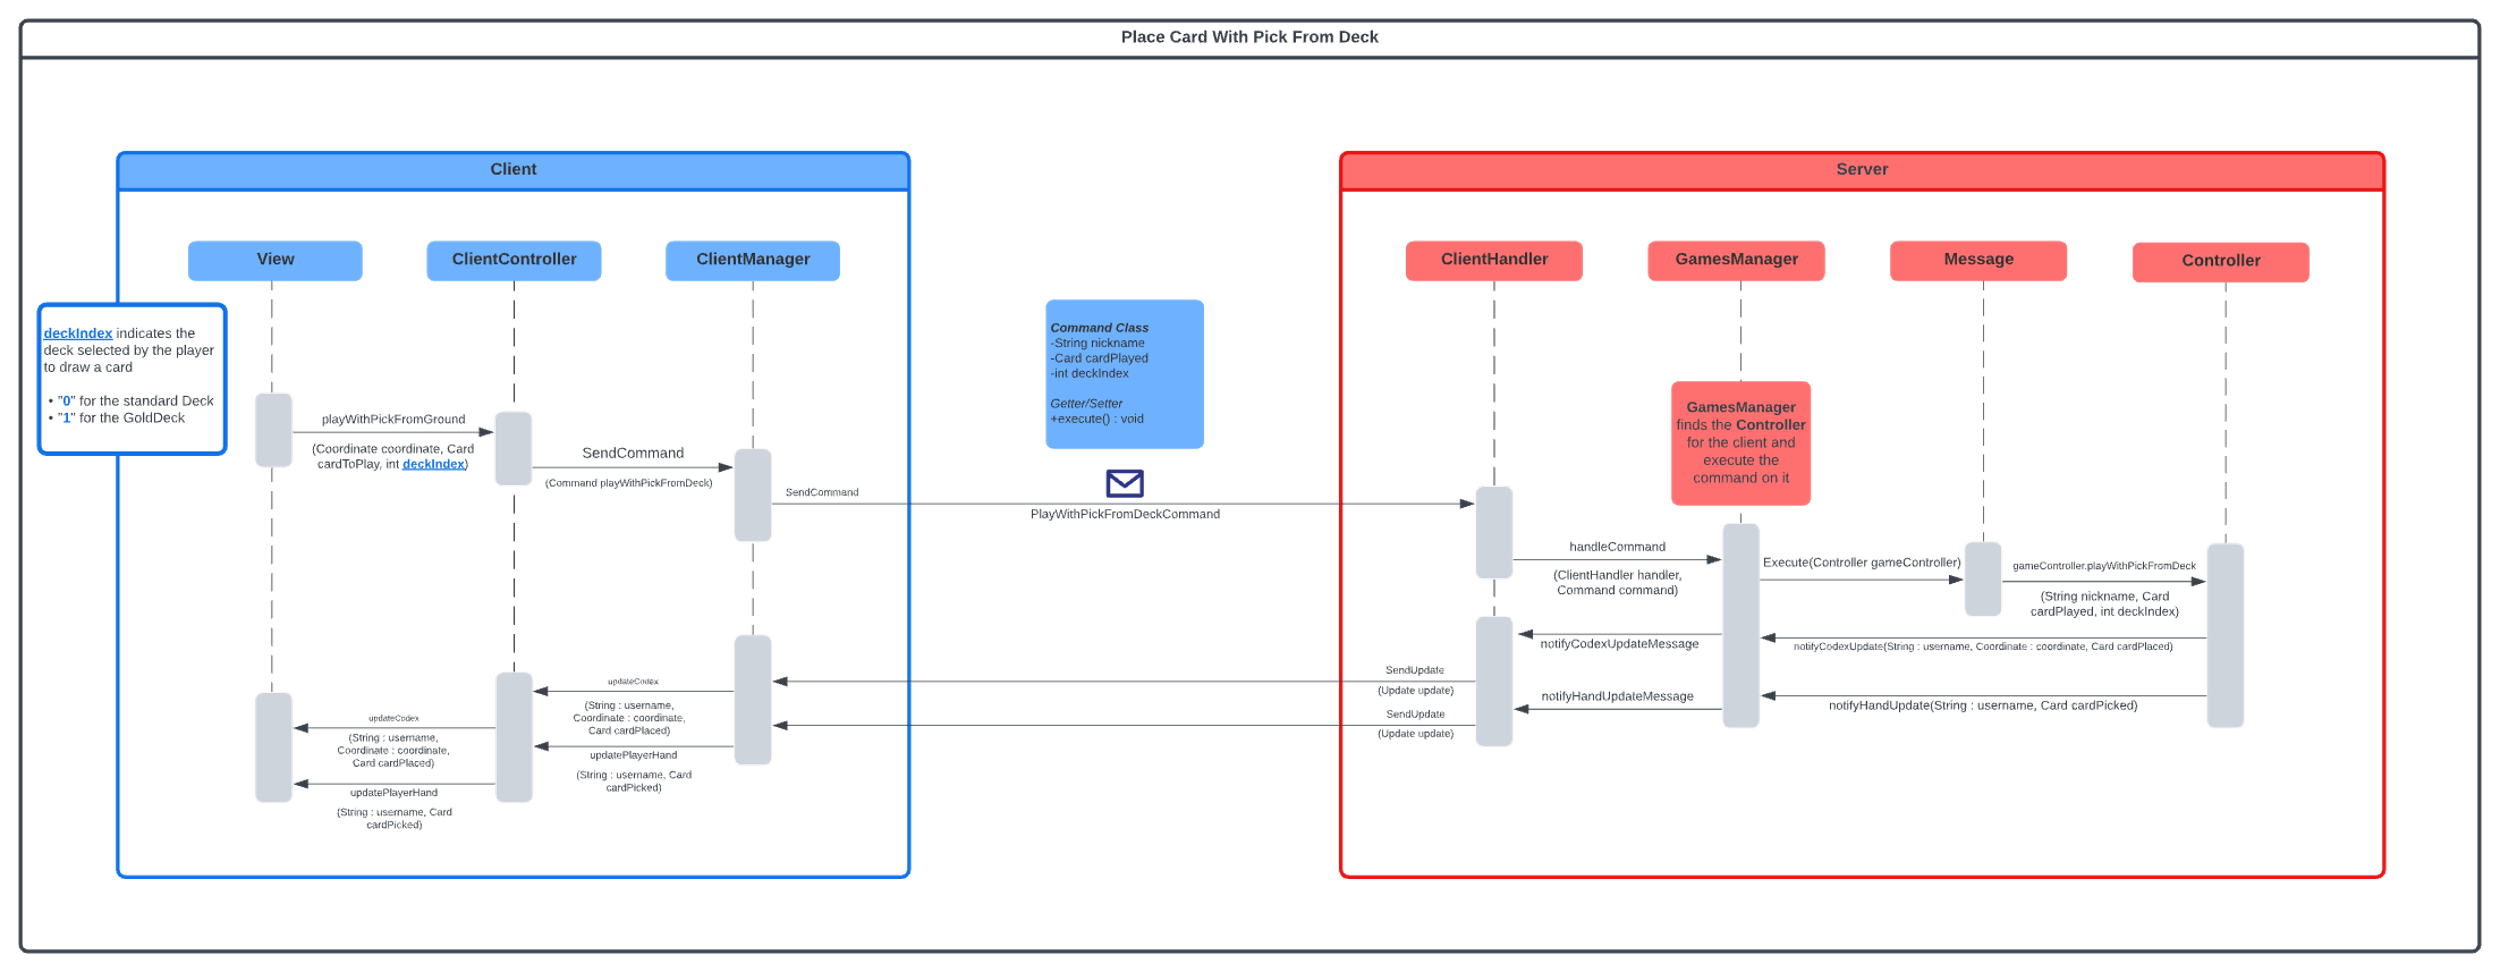 Place Card With Pick From Deck
Client
Server
View
ClientController
ClientManager
ClientHandler
GamesManager
Message
Controller
deckIndex indicates the
deck selected by the player
to draw a card
• "0" for the standard Deck
• "1" for the GoldDeck
Command Class
-String nickname
-Card cardPlayed
-int deckIndex
Getter/Setter
+execute() : void
GamesManager
finds the Controller
for the client and
execute the
command on it
playWithPickFromGround
(Coordinate coordinate, Card
cardToPlay, int deckIndex)
SendCommand
(Command playWithPickFromDeck)
SendCommand
PlayWithPickFromDeckCommand
handleCommand
(ClientHandler handler,
Command command)
Execute(Controller gameController)
gameController.playWithPickFromDeck
(String nickname, Card
cardPlayed, int deckIndex)
notifyCodexUpdateMessage
notifyCodexUpdate(String : username, Coordinate : coordinate, Card cardPlaced)
SendUpdate
(Update update)
notifyHandUpdateMessage
notifyHandUpdate(String : username, Card cardPicked)
SendUpdate
(Update update)
updateCodex
(String : username,
Coordinate : coordinate,
Card cardPlaced)
updatePlayerHand
(String : username, Card
cardPicked)
updateCodex
(String : username,
Coordinate : coordinate,
Card cardPlaced)
updatePlayerHand
(String : username, Card
cardPicked)